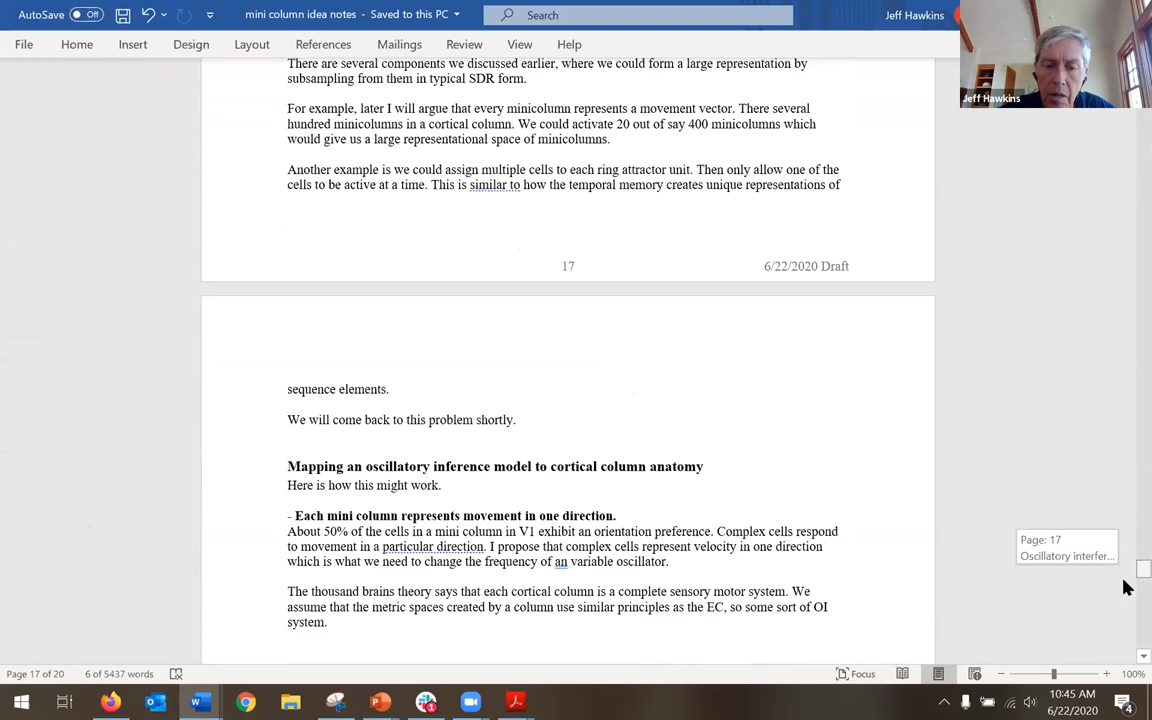 AutoSave Off mini column idea notes - Saved to this PC Search Jeff Hawkins
File Home Insert Design Layout References Mailings Review View Help
Jeff Hawkins
There are several components we discussed earlier, where we could form a large representation by
subsampling from them in typical SDR form.
For example, later I will argue that every minicolumn represents a movement vector. There several
hundred minicolumns in a cortical column. We could activate 20 out of say 400 minicolumns which
would give us a large representational space of minicolumns.
Another example is we could assign multiple cells to each ring attractor unit. Then only allow one of the
cells to be active at a time. This is similar to how the temporal memory creates unique representations of
17 6/22/2020 Draft
sequence elements.
We will come back to this problem shortly.
Mapping an oscillatory inference model to cortical column anatomy
Here is how this might work.
- Each mini column represents movement in one direction.
About 50% of the cells in a mini column in V1 exhibit an orientation preference. Complex cells respond
to movement in a particular direction. I propose that complex cells represent velocity in one direction
which is what we need to change the frequency of an variable oscillator.
Page: 17
Oscillatory interfer...
The thousand brains theory says that each cortical column is a complete sensory motor system. We
assume that the metric spaces created by a column use similar principles as the EC, so some sort of OI
system.
Page 17 of 20 6 of 5437 words Focus 100%
10:45 AM
6/22/2020 4